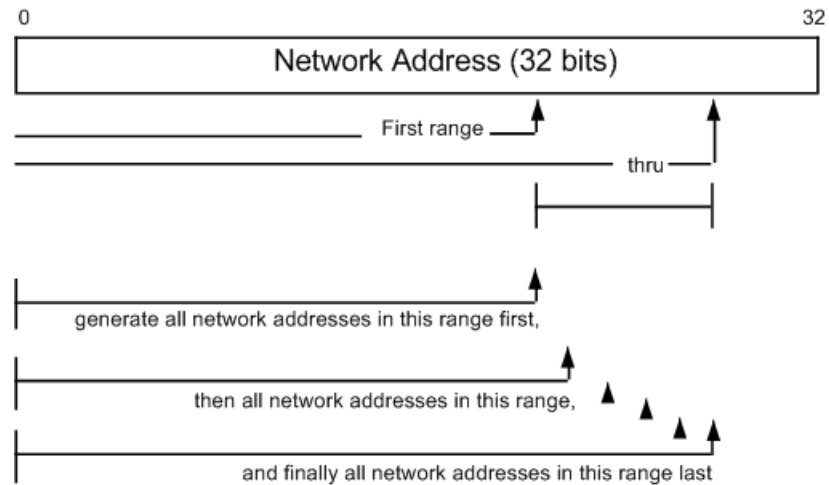 0
32
Network Address (32 bits)
First range
thru
generate all network addresses in this range first,
then all network addresses in this range,
and finally all network addresses in this range last